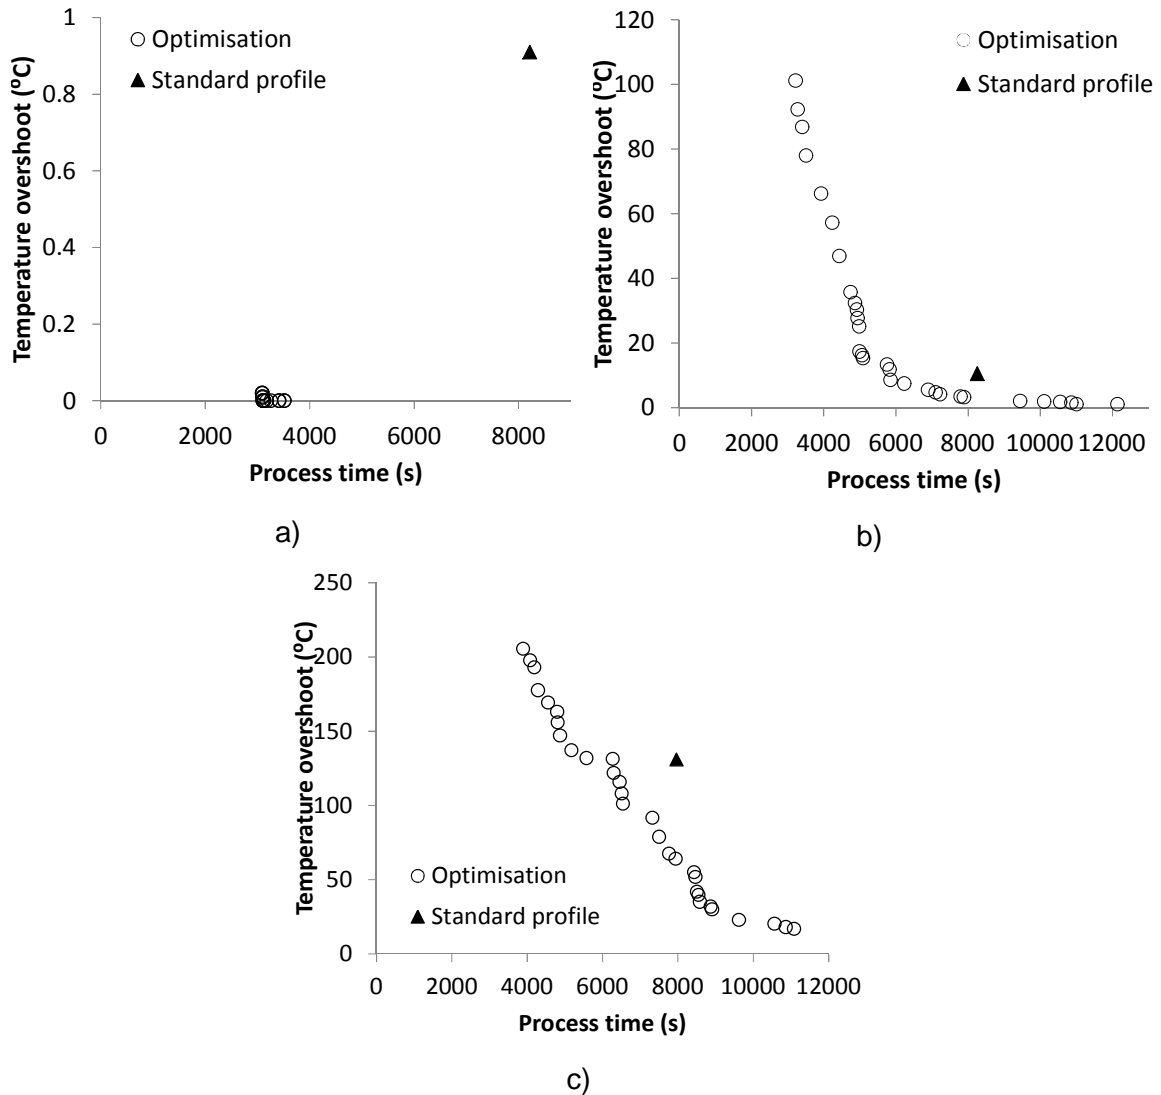 Temperature overshoot (⁰C)
1
0.8
0.6
0.4
0.2
0
Optimisation
Standard profile
0 2000 4000 6000 8000
Process time (s)
a)
Temperature overshoot (⁰C)
120
100
80
60
40
20
0
Optimisation
Standard profile
0 2000 4000 6000 8000 10000 12000
Process time (s)
b)
Temperature overshoot (⁰C)
250
200
150
100
50
0
Optimisation
Standard profile
0 2000 4000 6000 8000 10000 12000
Process time (s)
c)